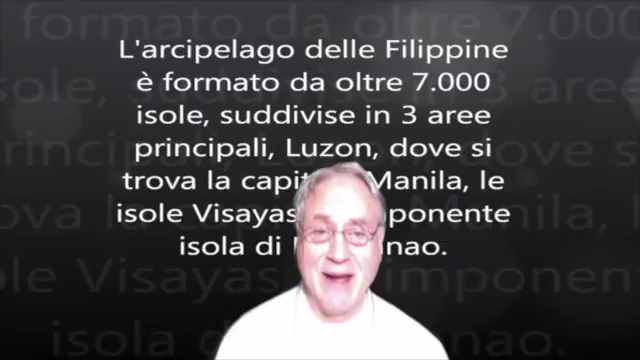 L'arcipelago delle Filippine
è formato da oltre 7.000
isole, suddivise in 3 aree
principali, Luzon, dove si
trova la Manila, le
isole Visayas
isola di